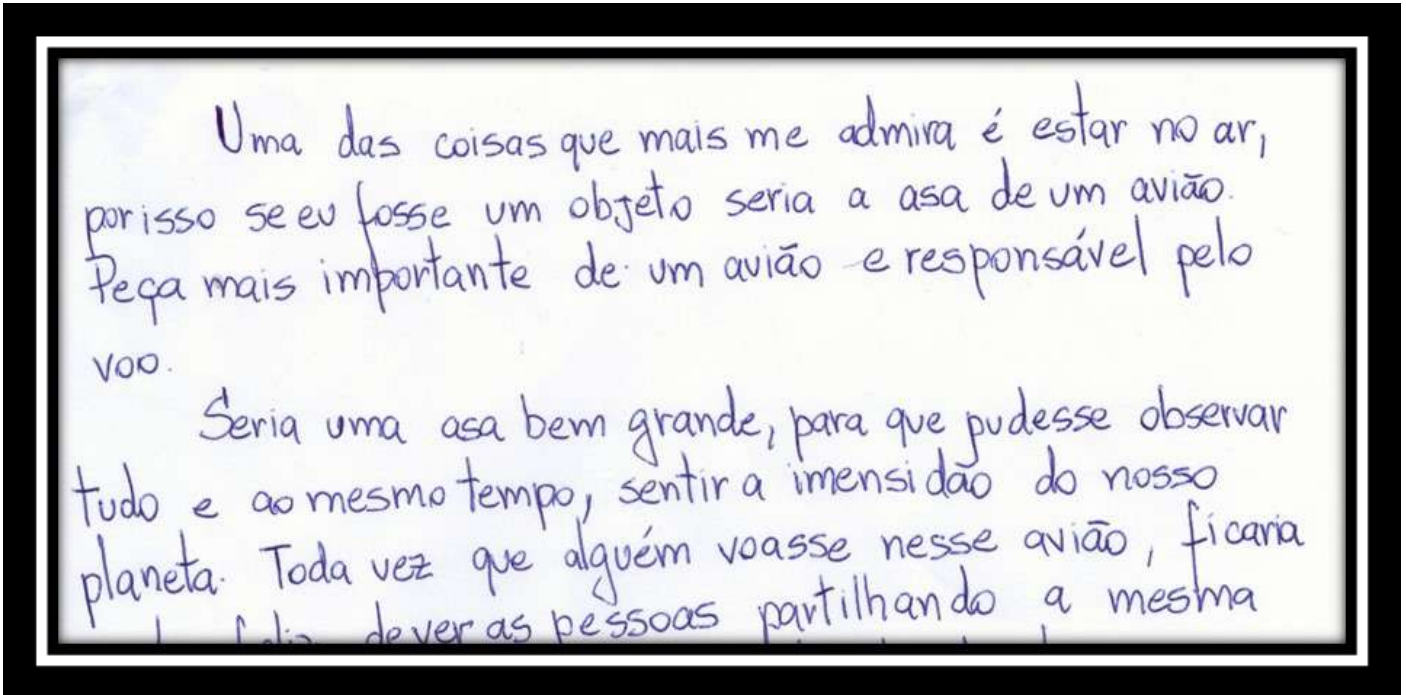 Uma das coisas que mais me admira é estar no ar,
por isso se eu fosse um objeto seria a asa de um avião.
Peça mais importante de um avião e responsável pelo
voo.
Seria uma asa bem grande, para que pudesse observar
tudo e ao mesmo tempo, sentir a imensidão do nosso
planeta. Toda vez que alguém voasse nesse avião, ficaria
de ver as pessoas partilhando a mesma